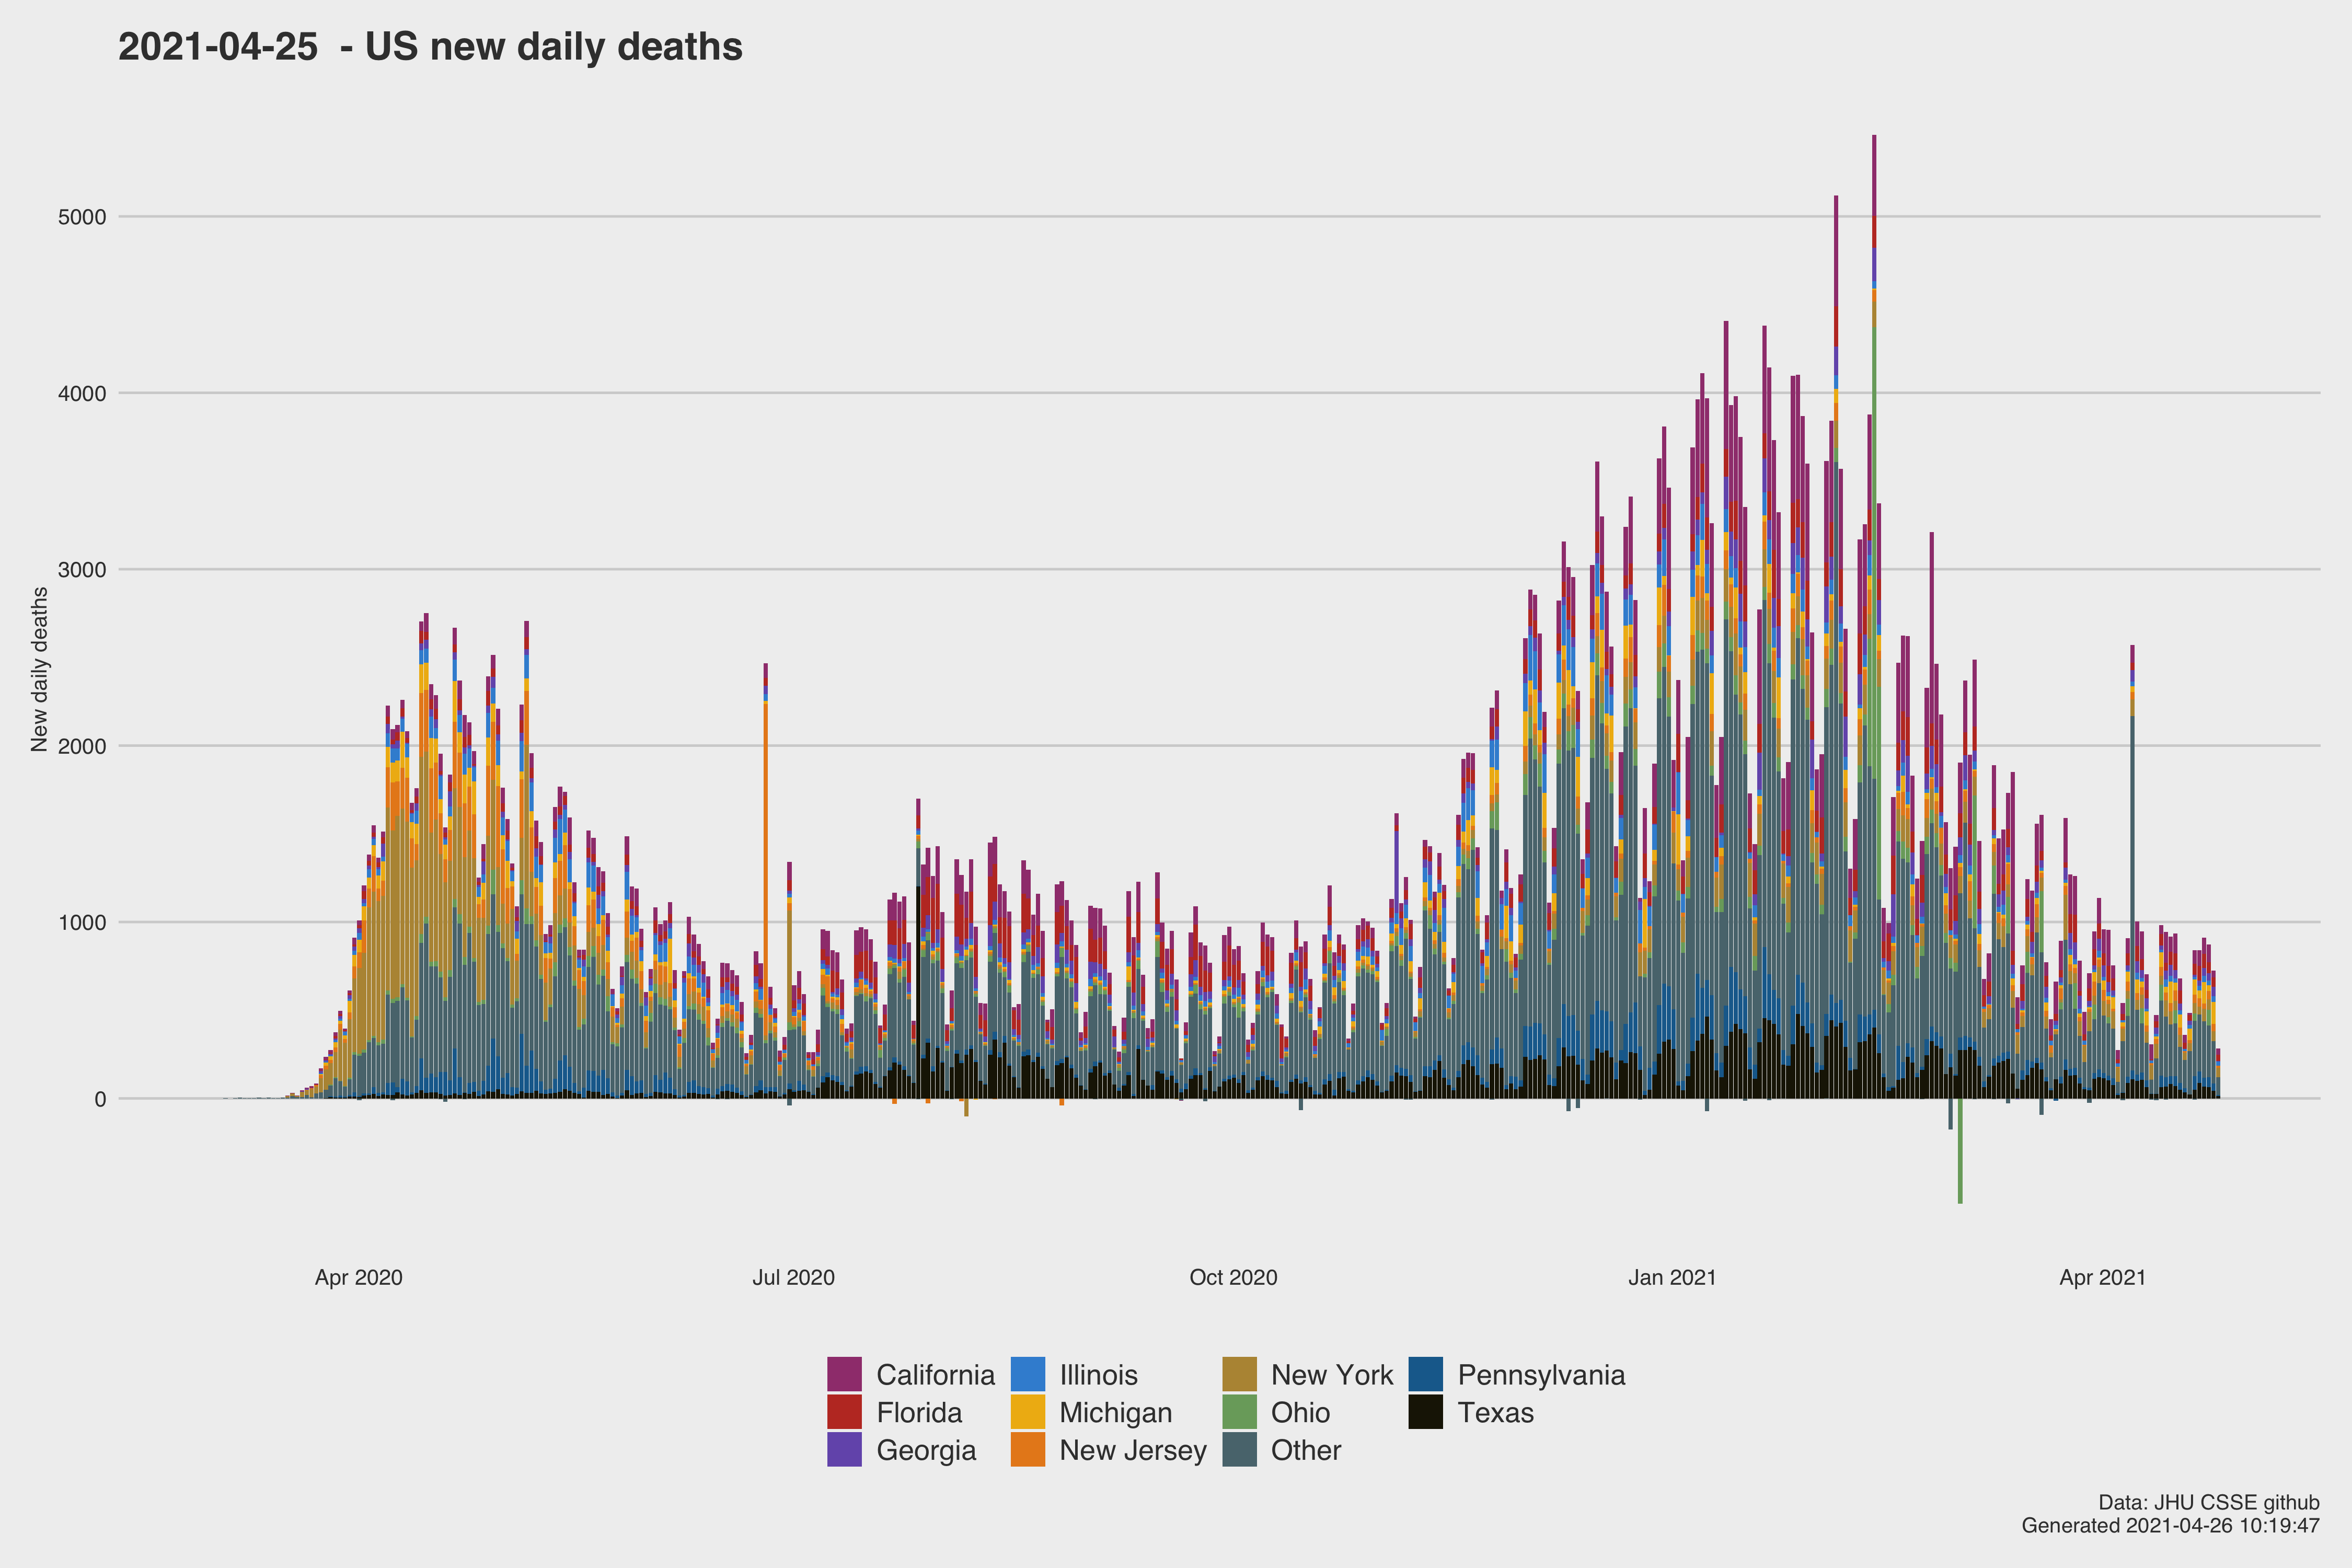 2021-04-25  - US new daily deaths
New daily deaths
5000
4000
3000
2000
1000
0
Apr 2020
Jul 2020
Oct 2020
Jan 2021
Apr 2021
California
Florida
Georgia
Illinois
Michigan
New Jersey
New York
Ohio
Other
Pennsylvania
Texas
Data: JHU CSSE github
Generated 2021-04-26 10:19:47